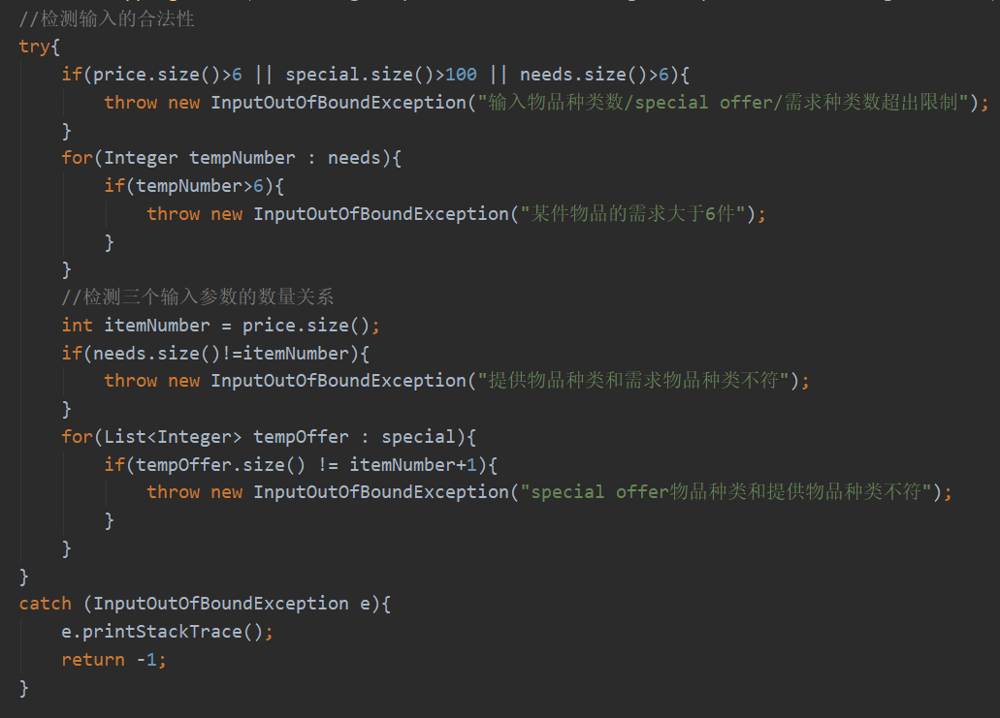 //检测输入的合法性
try{
    if(price.size()>6 || special.size()>100 || needs.size()>6){
        throw new InputOutOfBoundException("输入物品种类数/special offer/需求种类数超出限制");
    }
    for(Integer tempNumber : needs){
        if(tempNumber>6){
            throw new InputOutOfBoundException("某件物品的需求大于6件");
        }
    }
    //检测三个输入参数的数量关系
    int itemNumber = price.size();
    if(needs.size()!=itemNumber){
        throw new InputOutOfBoundException("提供物品种类和需求物品种类不符");
    }
    for(List<Integer> tempOffer : special){
        if(tempOffer.size() != itemNumber+1){
            throw new InputOutOfBoundException("special offer物品种类和提供物品种类不符");
        }
    }
}
catch (InputOutOfBoundException e){
    e.printStackTrace();
    return -1;
}